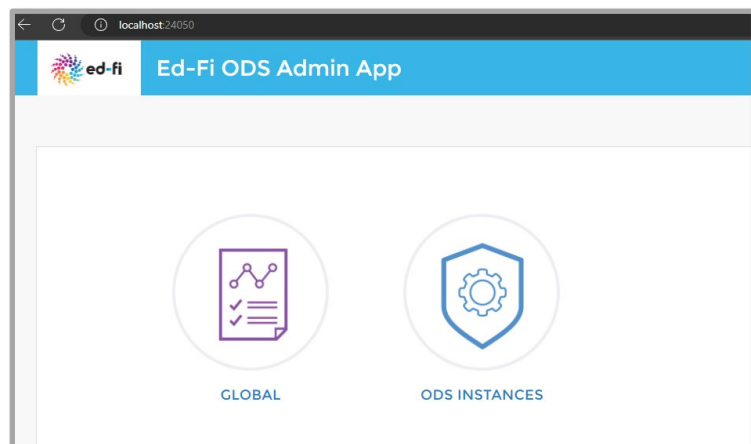 localhost:24050
ed-fi Ed-Fi ODS Admin App
GLOBAL ODS INSTANCES